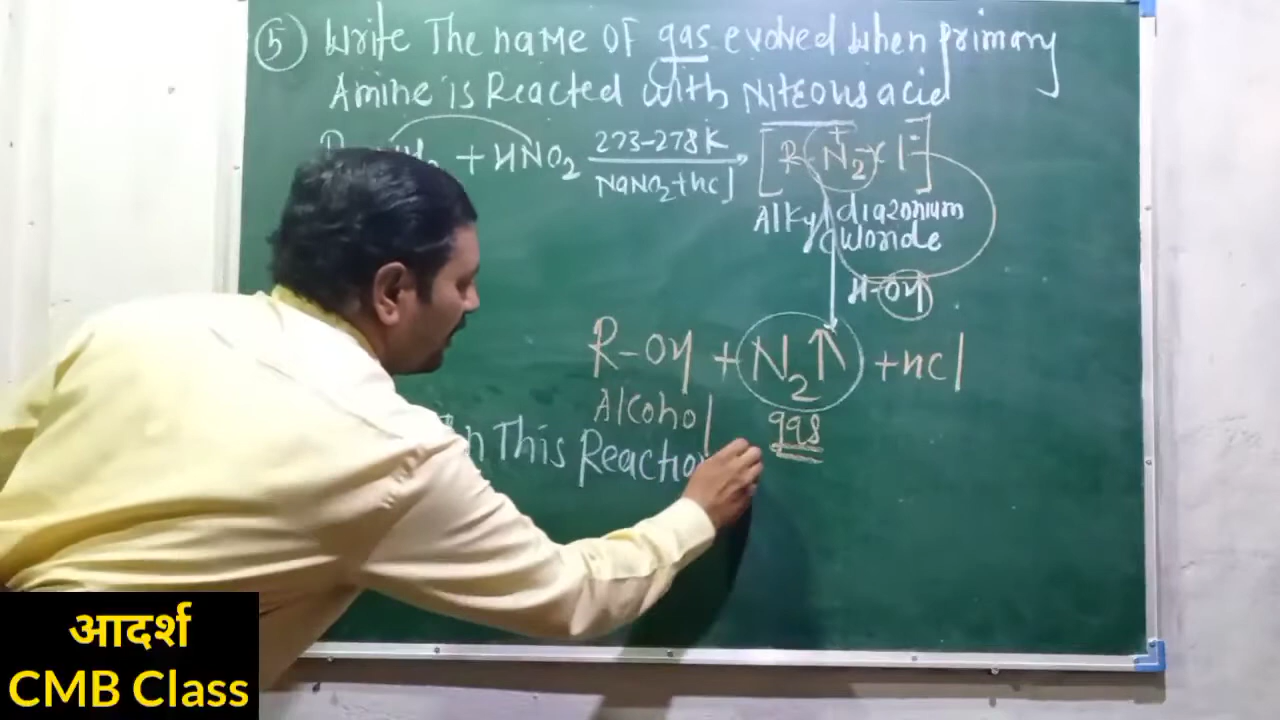 ⑤ Write The name OF gas evolved when primary
Amine is Reacted with Niteous acid
+ HNO₂ 273-278K [R-N₂⁺×Cl⁻]
NaNO₂+HCl
Alkyl diazonium
chloride
H-OH
R-OH + N₂↑ +HCl
Alcohol gas
This Reaction
आदर्श
CMB Class